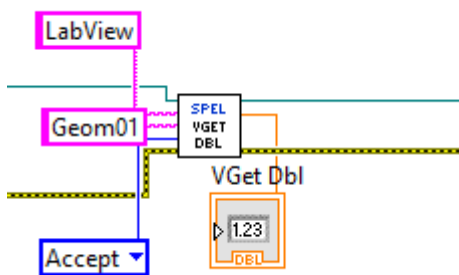 LabView
Geom01
SPEL
VGET
DBL
VGet Dbl
1.23
DBL
Accept